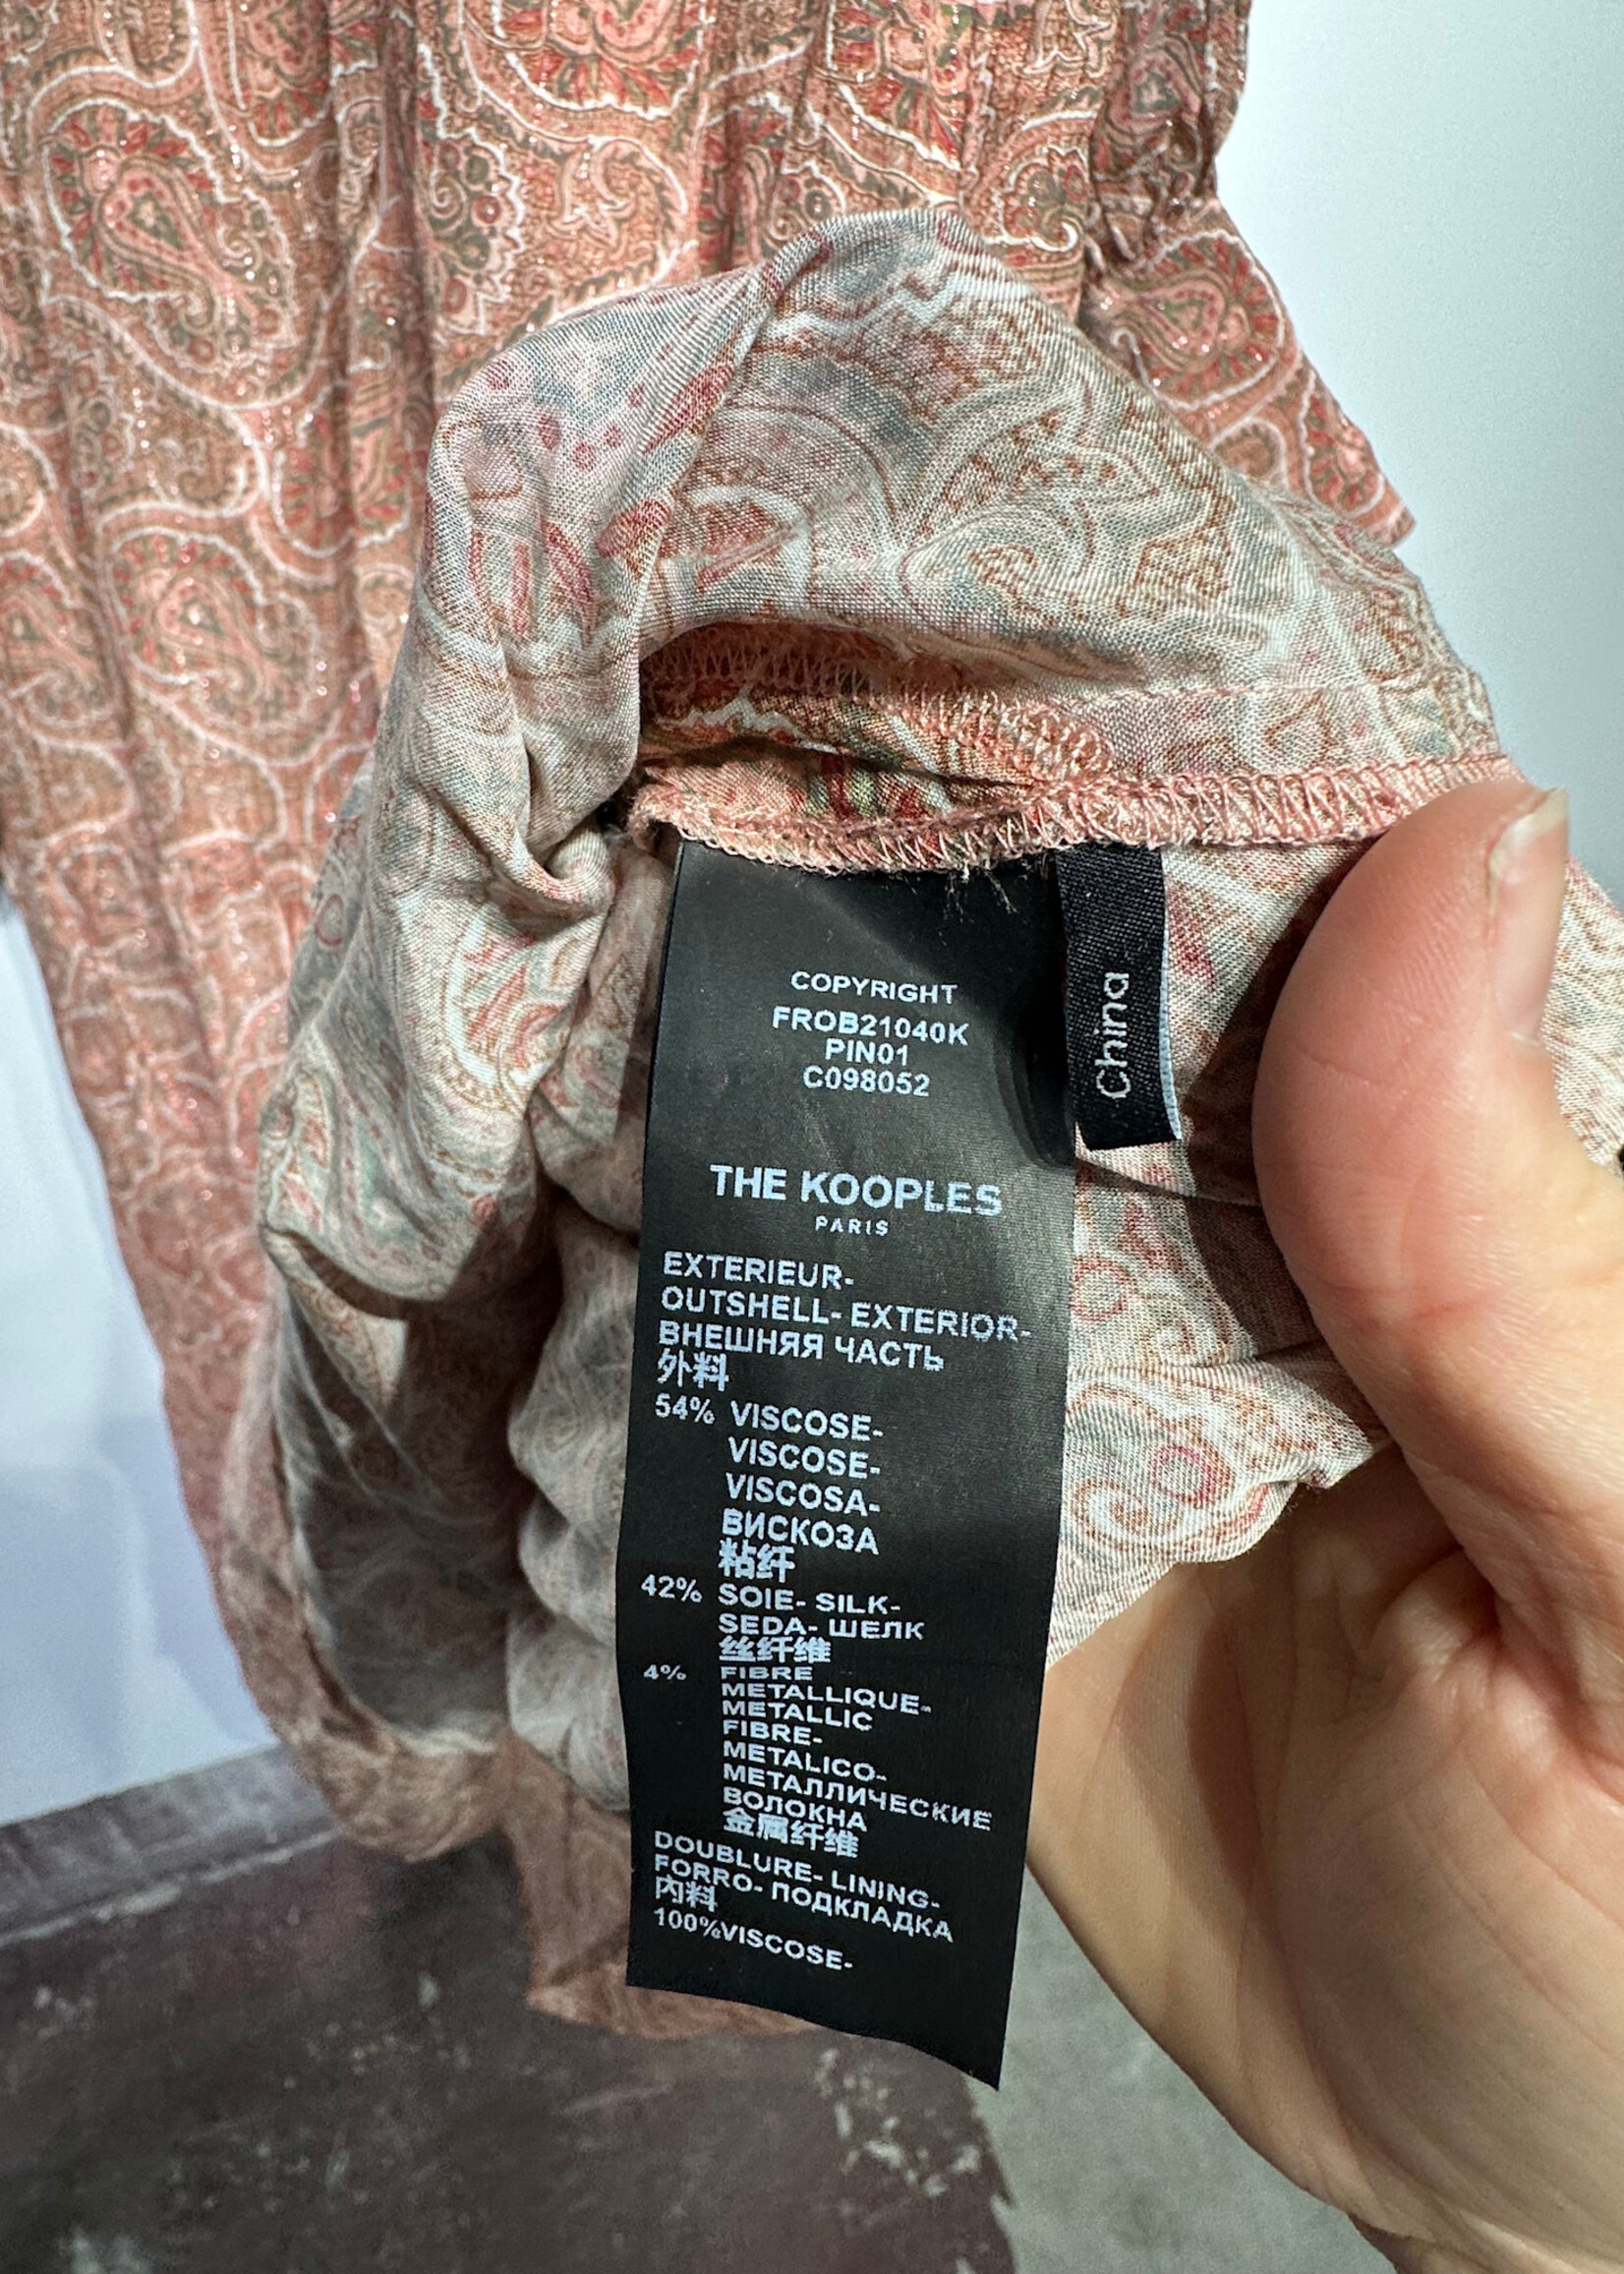 COPYRIGHT
FROB21040K
PIN01
C098052
China
THE KOOPLES
PARIS
EXTERIEUR-
OUTSHELL- EXTERIOR-
ВНЕШНЯЯ ЧАСТЬ
外料
54% VISCOSE-
VISCOSE-
VISCOSA-
ВИСКОЗА
粘纤
42% SOIE- SILK-
SEDA- ШЕЛК
丝纤维
4% FIBRE
METALLIQUE-
METALLIC
FIBRE-
METALICO-
МЕТАЛЛИЧЕСКИЕ
ВОЛОКНА
金属纤维
DOUBLURE- LINING-
FORRO- ПОДКЛАДКА
内料
100%VISCOSE-